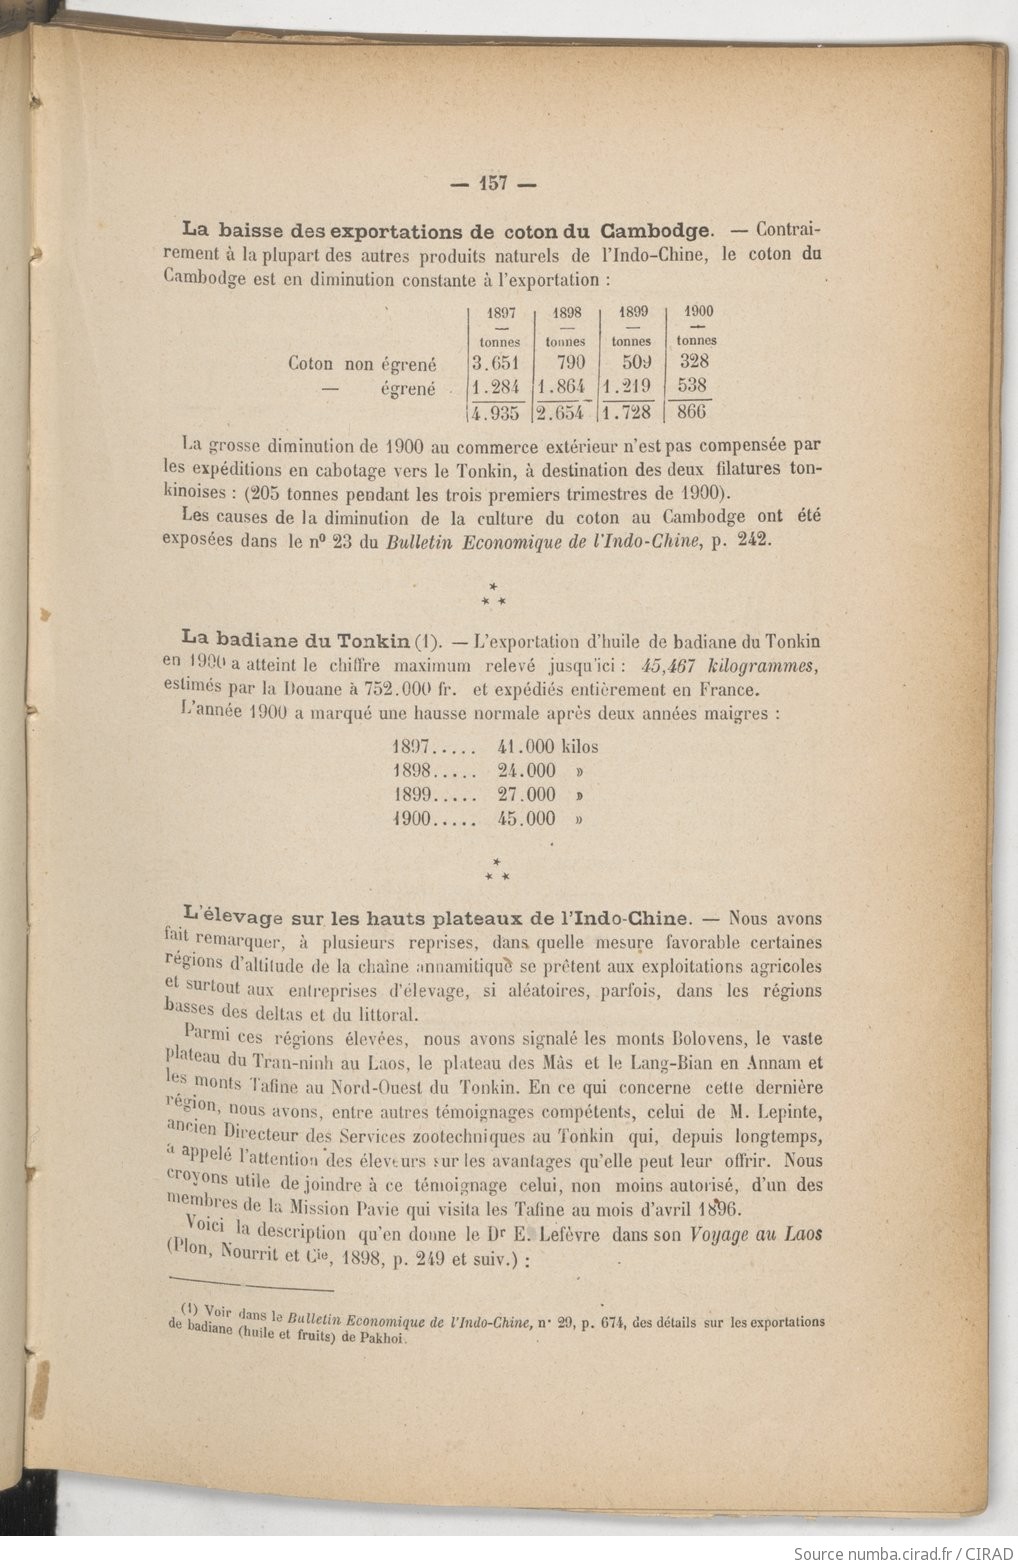 — 157 —
La baisse des exportations de coton du Cambodge. — Contrai-
rement à la plupart des autres produits naturels de l'Indo-Chine, le coton du
Cambodge est en diminution constante à l'exportation :
1897 1898 1899 1900
— — — —
tonnes tonnes tonnes tonnes
Coton non égrené 3.651 790 509 328
— égrené 1.284 1.864 1.219 538
4.935 2.654 1.728 866
La grosse diminution de 1900 au commerce extérieur n'est pas compensée par
les expéditions en cabotage vers le Tonkin, à destination des deux filatures ton-
kinoises : (205 tonnes pendant les trois premiers trimestres de 1900).
Les causes de la diminution de la culture du coton au Cambodge ont été
exposées dans le nº 23 du Bulletin Economique de l'Indo-Chine, p. 242.
*
* *
La badiane du Tonkin (1). — L'exportation d'huile de badiane du Tonkin
en 1900 a atteint le chiffre maximum relevé jusqu'ici : 45,467 kilogrammes,
estimés par la Douane à 752.000 fr. et expédiés entièrement en France.
L'année 1900 a marqué une hausse normale après deux années maigres :
1897..... 41.000 kilos
1898..... 24.000 »
1899..... 27.000 »
1900..... 45.000 »
*
* *
L'élevage sur les hauts plateaux de l'Indo-Chine. — Nous avons
fait remarquer, à plusieurs reprises, dans quelle mesure favorable certaines
régions d'altitude de la chaîne annamitique se prêtent aux exploitations agricoles
et surtout aux entreprises d'élevage, si aléatoires, parfois, dans les régions
basses des deltas et du littoral.
Parmi ces régions élevées, nous avons signalé les monts Bolovens, le vaste
plateau du Tran-ninh au Laos, le plateau des Mâs et le Lang-Bian en Annam et
les monts Tafine au Nord-Ouest du Tonkin. En ce qui concerne cette dernière
région, nous avons, entre autres témoignages compétents, celui de M. Lepinte,
ancien Directeur des Services zootechniques au Tonkin qui, depuis longtemps,
a appelé l'attention des éleveurs sur les avantages qu'elle peut leur offrir. Nous
croyons utile de joindre à ce témoignage celui, non moins autorisé, d'un des
membres de la Mission Pavie qui visita les Tafine au mois d'avril 1896.
Voici la description qu'en donne le Dr E. Lefèvre dans son Voyage au Laos
(Plon, Nourrit et Cie, 1898, p. 249 et suiv.) :
(1) Voir dans le Bulletin Economique de l'Indo-Chine, n° 29, p. 674, des détails sur les exportations
de badiane (huile et fruits) de Pakhoi.
Source numba.cirad.fr / CIRAD